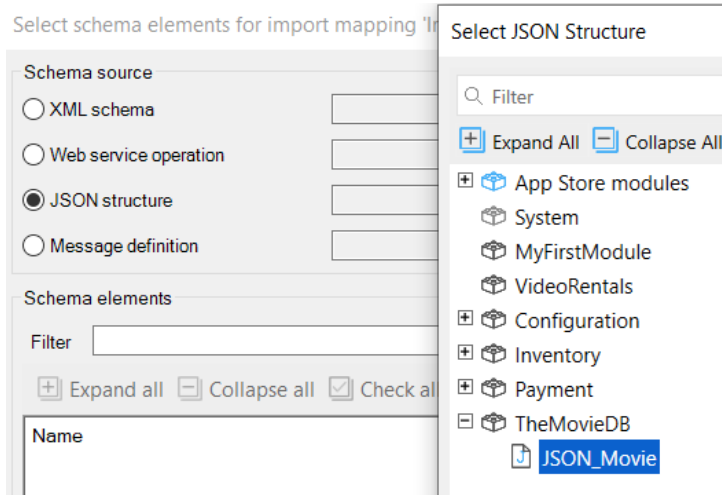 Select schema elements for import mapping 'I
Schema source
XML schema
Web service operation
JSON structure
Message definition
Schema elements
Filter
Expand all Collapse all Check al
Name
Select JSON Structure
Filter
Expand All Collapse All
App Store modules
System
MyFirstModule
VideoRentals
Configuration
Inventory
Payment
TheMovieDB
JSON_Movie